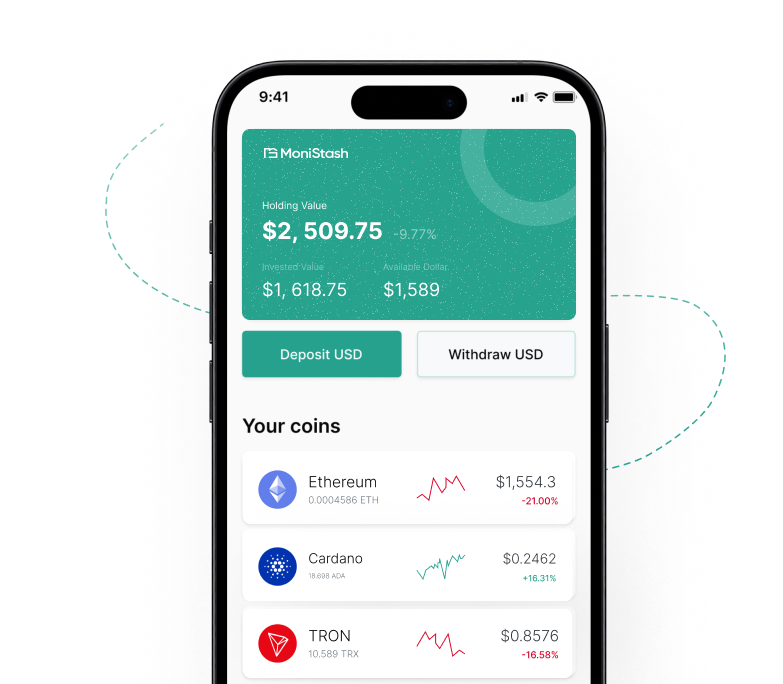 9:41
MoniStash
Holding Value
$2, 509.75 -9.77%
Invested Value Available Dollar
$1, 618.75 $1,589
Deposit USD Withdraw USD
Your coins
Ethereum $1,554.3
0.0004586 ETH -21.00%
Cardano $0.2462
18.698 ADA +16.31%
TRON $0.8576
10.589 TRX -16.58%